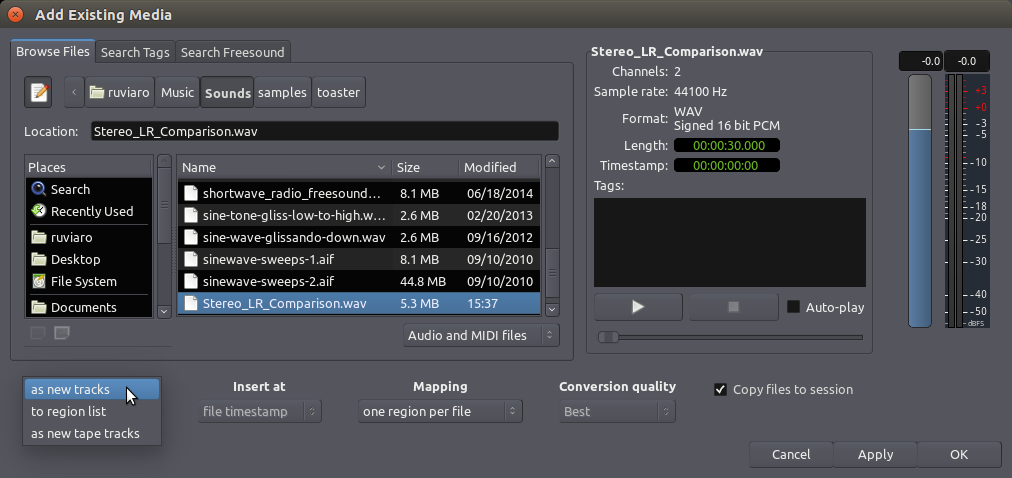 Add Existing Media
Browse Files
Search Tags
Search Freesound
ruviaro
Music
Sounds
samples
toaster
Location:
Stereo_LR_Comparison.wav
Places
Search
Recently Used
ruviaro
Desktop
File System
Documents
Name Size Modified
shortwave_radio_freesound... 8.1 MB 06/18/2014
sine-tone-gliss-low-to-high.w... 2.6 MB 02/20/2013
sine-wave-glissando-down.wav 2.6 MB 09/16/2012
sinewave-sweeps-1.aif 8.1 MB 09/10/2010
sinewave-sweeps-2.aif 44.8 MB 09/10/2010
Stereo_LR_Comparison.wav 5.3 MB 15:37
Audio and MIDI files
Stereo_LR_Comparison.wav
Channels: 2
Sample rate: 44100 Hz
Format: WAV
Signed 16 bit PCM
Length: 00:00:30.000
Timestamp: 00:00:00:00
Tags:
Auto-play
-0.0 -0.0
+3
+0
-3
-5
-10
-15
-18
-20
-25
-30
-40
-50
dBFS
as new tracks
to region list
as new tape tracks
Insert at
file timestamp
Mapping
one region per file
Conversion quality
Best
Copy files to session
Cancel
Apply
OK